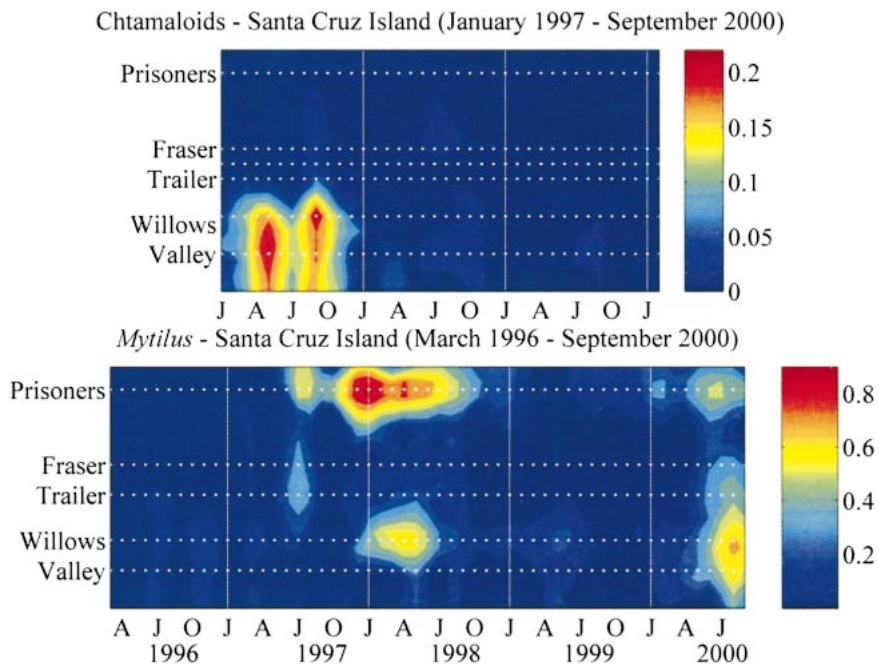 Chtamaloids - Santa Cruz Island (January 1997 - September 2000)
Prisoners
Fraser
Trailer
Willows
Valley
0.2
0.15
0.1
0.05
0
J A J O J A J O J A J O J
Mytilus - Santa Cruz Island (March 1996 - September 2000)
Prisoners
Fraser
Trailer
Willows
Valley
0.8
0.6
0.4
0.2
A J O J A J O J A J O J A J O J A J
1996 1997 1998 1999 2000